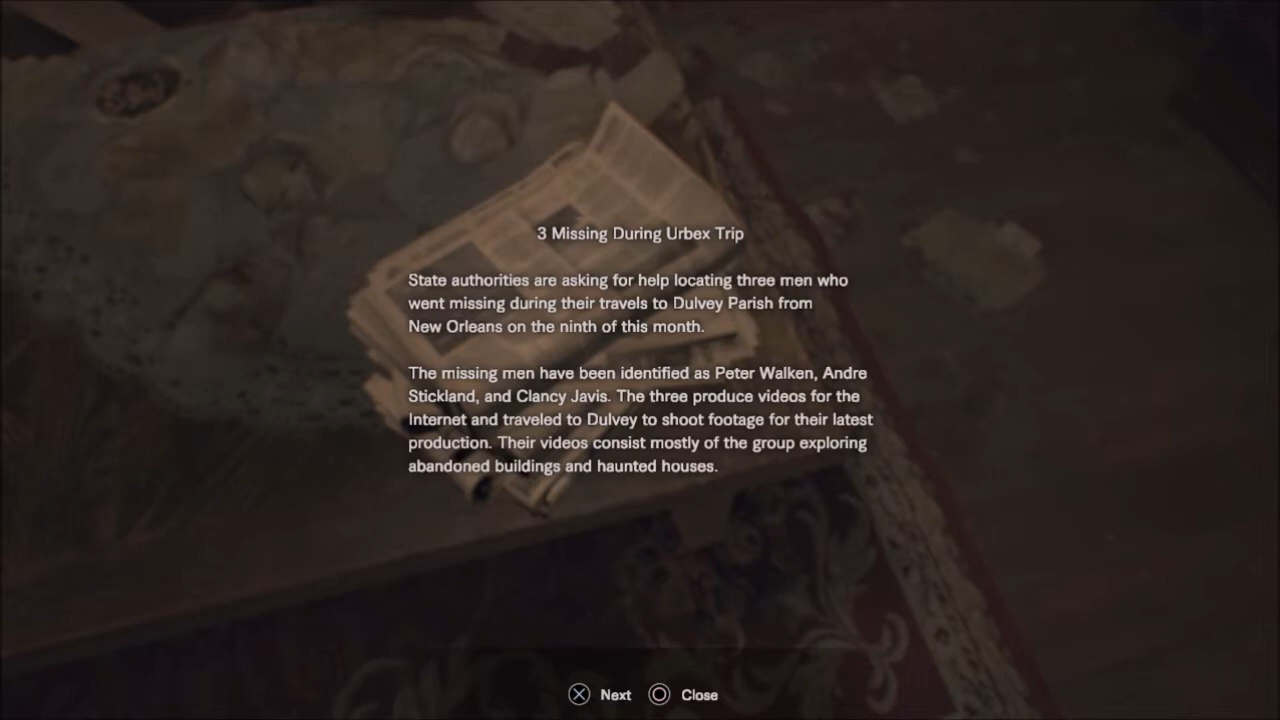 3 Missing During Urbex Trip
State authorities are asking for help locating three men who
went missing during their travels to Dulvey Parish from
New Orleans on the ninth of this month.
The missing men have been identified as Peter Walken, Andre
Stickland, and Clancy Javis. The three produce videos for the
Internet and traveled to Dulvey to shoot footage for their latest
production. Their videos consist mostly of the group exploring
abandoned buildings and haunted houses.
Next Close